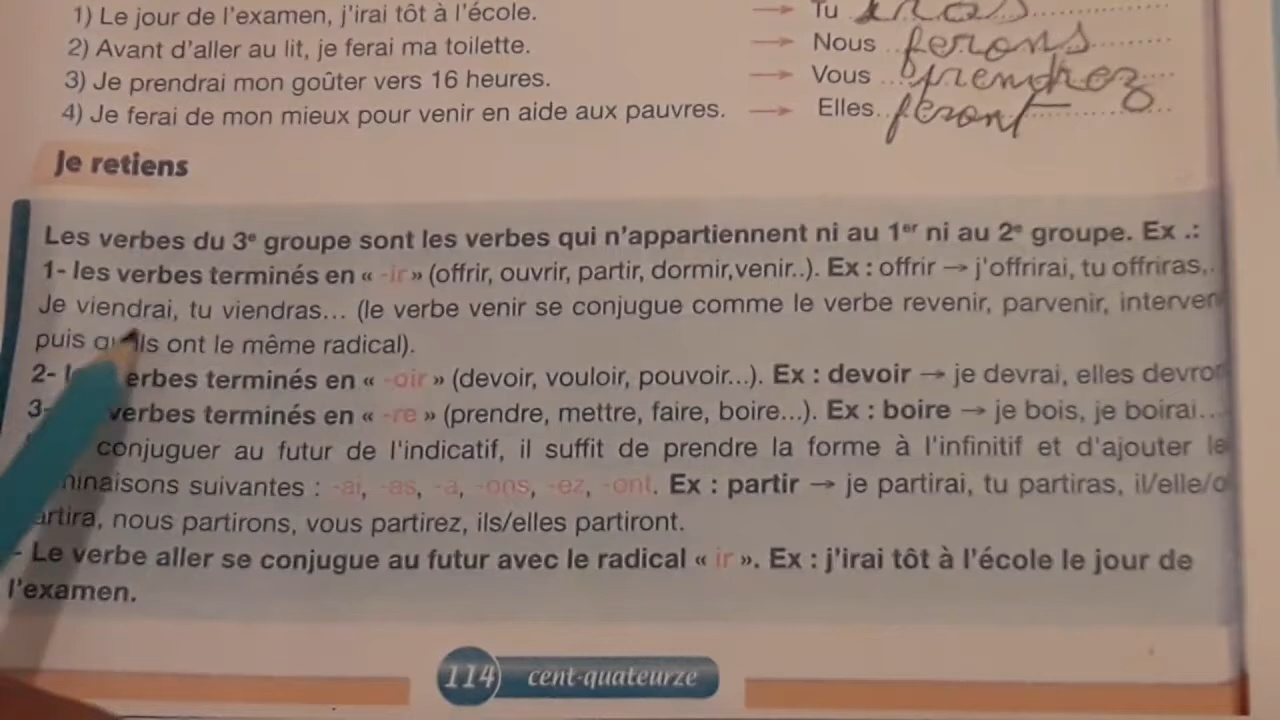 1) Le jour de l'examen, j'irai tôt à l'école. → Tu iras
2) Avant d'aller au lit, je ferai ma toilette. → Nous ferons
3) Je prendrai mon goûter vers 16 heures. → Vous prendrez
4) Je ferai de mon mieux pour venir en aide aux pauvres. → Elles feront
Je retiens
Les verbes du 3e groupe sont les verbes qui n'appartiennent ni au 1er ni au 2e groupe. Ex .:
1- les verbes terminés en « -ir » (offrir, ouvrir, partir, dormir,venir..). Ex : offrir → j'offrirai, tu offriras,.
Je viendrai, tu viendras... (le verbe venir se conjugue comme le verbe revenir, parvenir, interven
puis ont le même radical).
2- verbes terminés en « -oir » (devoir, vouloir, pouvoir...). Ex : devoir → je devrai, elles devron
3- verbes terminés en « -re » (prendre, mettre, faire, boire...). Ex : boire → je bois, je boirai...
conjuguer au futur de l'indicatif, il suffit de prendre la forme à l'infinitif et d'ajouter le
minaisons suivantes : -ai, -as, -a, -ons, -ez, -ont. Ex : partir → je partirai, tu partiras, il/elle/o
artira, nous partirons, vous partirez, ils/elles partiront.
- Le verbe aller se conjugue au futur avec le radical « ir ». Ex : j'irai tôt à l'école le jour de
l'examen.
114 cent-quateurze